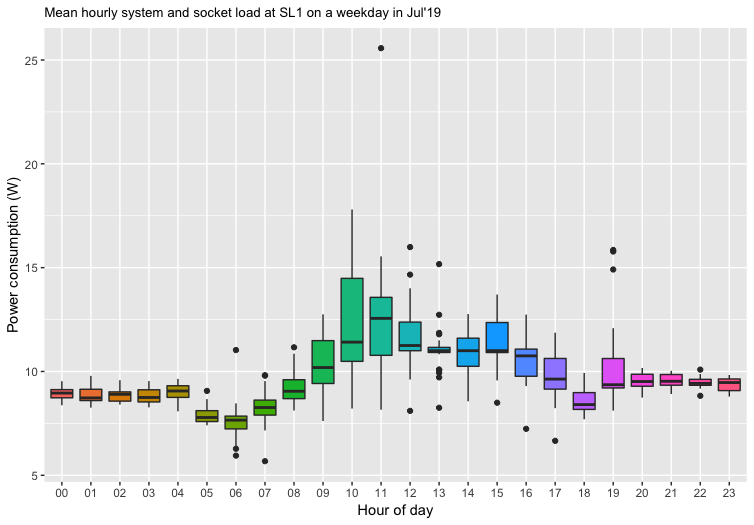 Mean hourly system and socket load at SL1 on a weekday in Jul'19
Power consumption (W)
25
20
15
10
5
00 01 02 03 04 05 06 07 08 09 10 11 12 13 14 15 16 17 18 19 20 21 22 23
Hour of day